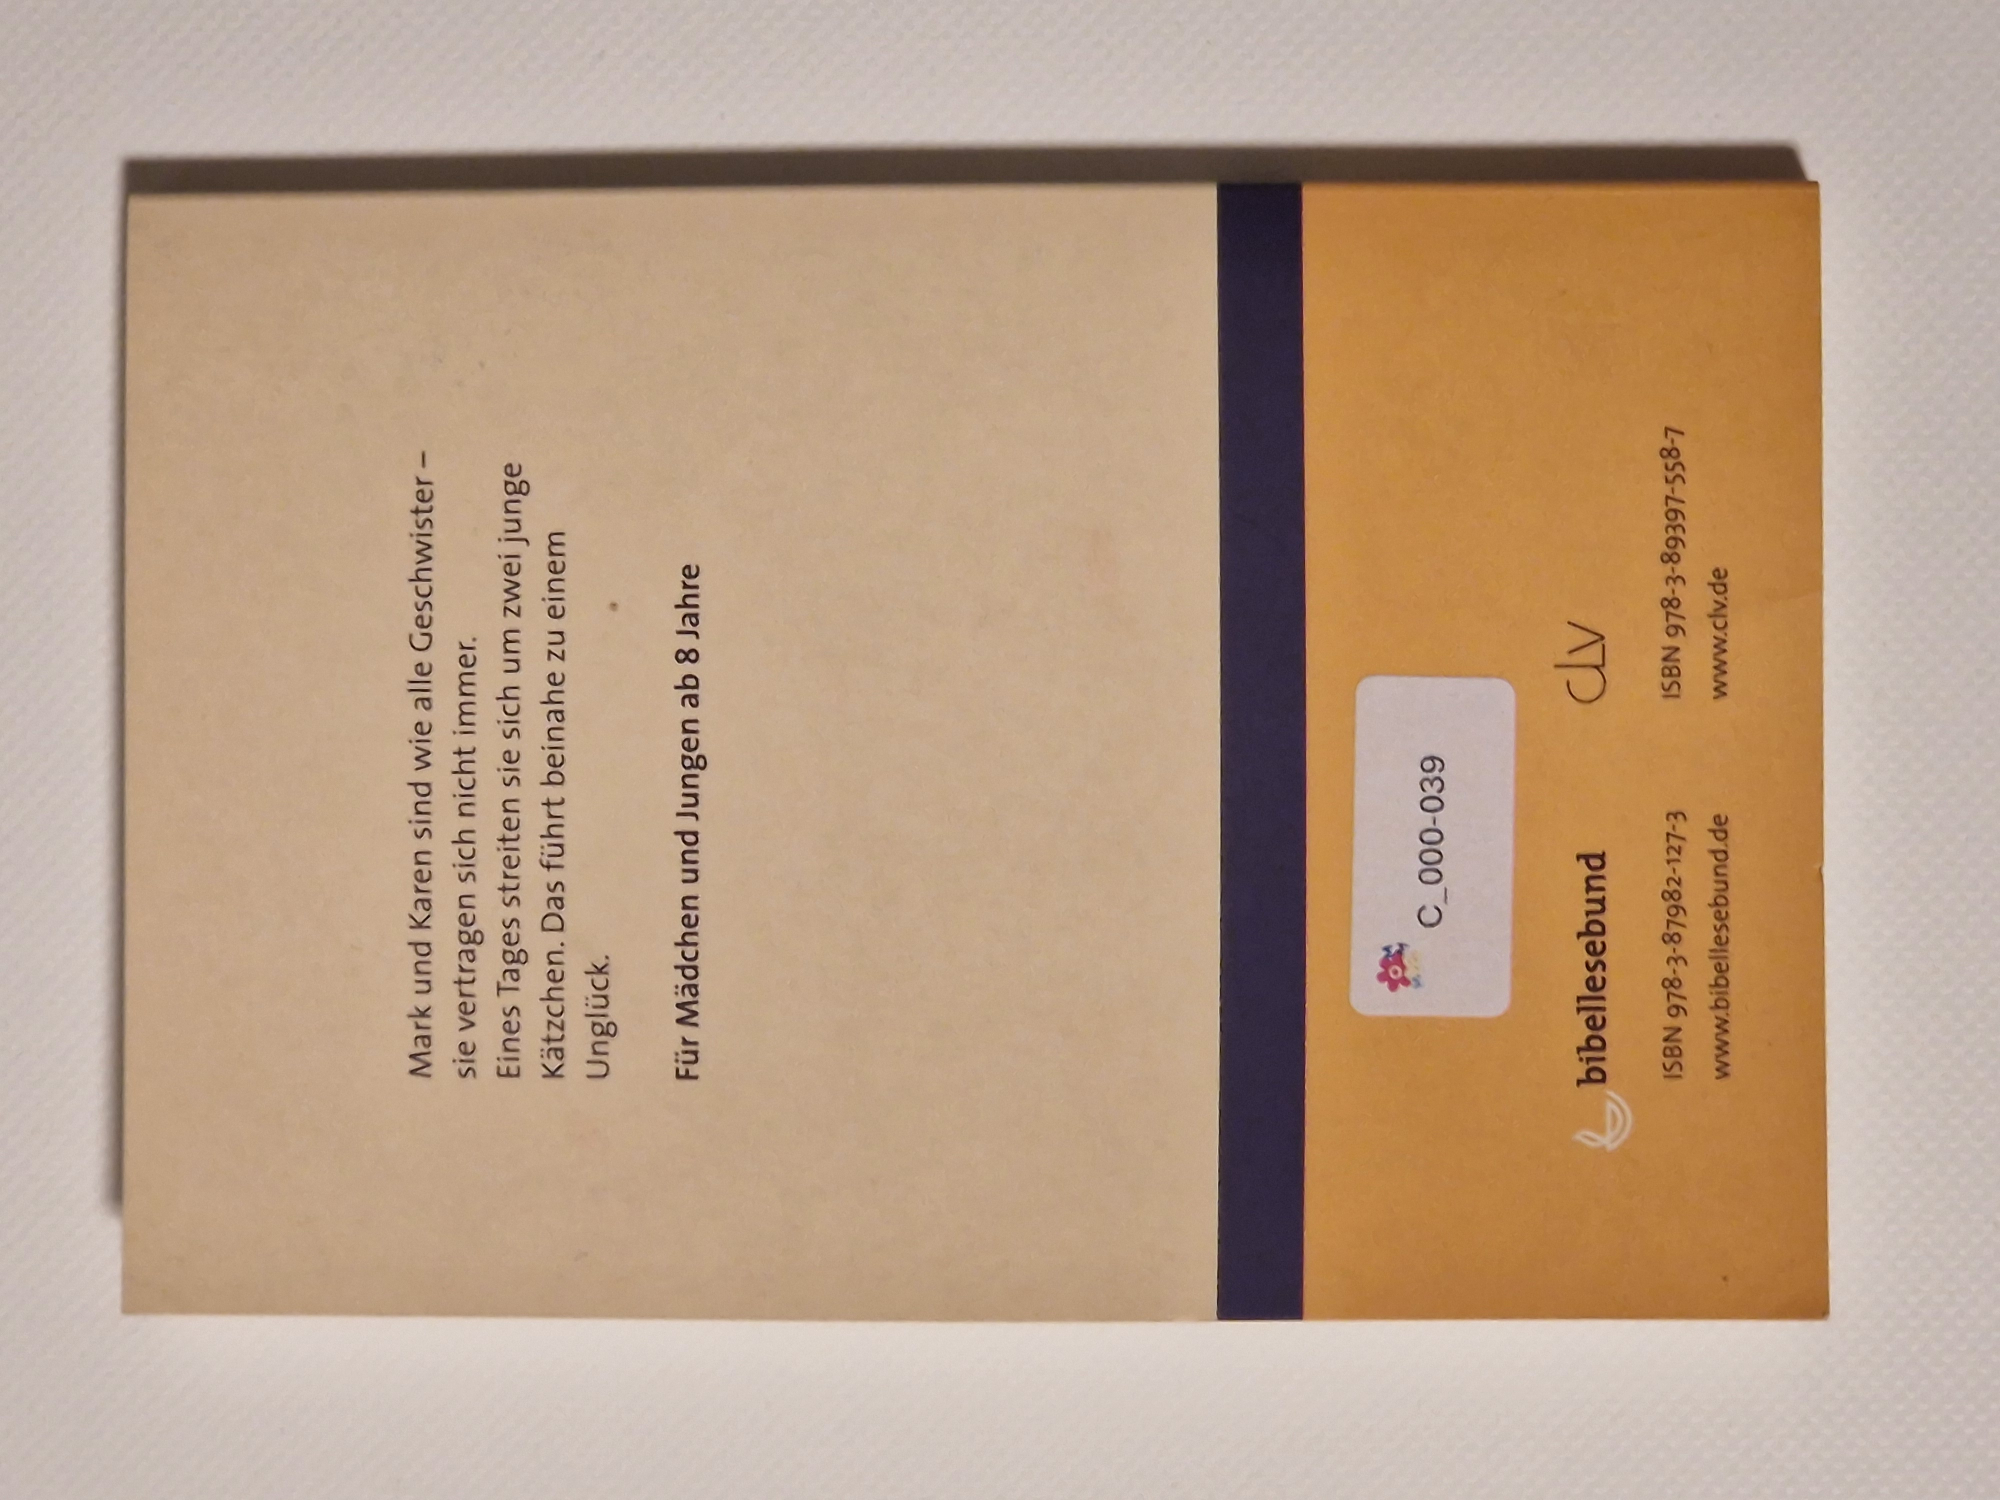 Mark und Karen sind wie alle Geschwister –
sie vertragen sich nicht immer.
Eines Tages streiten sie sich um zwei junge
Kätzchen. Das führt beinahe zu einem
Unglück.
Für Mädchen und Jungen ab 8 Jahre
C_000-039
bibellesebund
ISBN 978-3-87982-127-3
www.bibellesebund.de
clv
ISBN 978-3-89397-558-7
www.clv.de